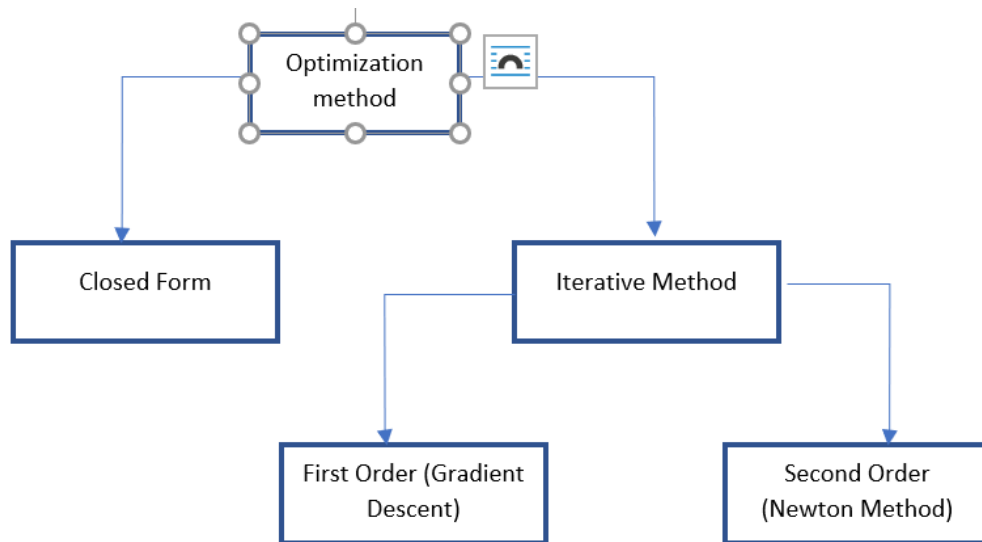 Optimization
method
Closed Form
Iterative Method
First Order (Gradient
Descent)
Second Order
(Newton Method)